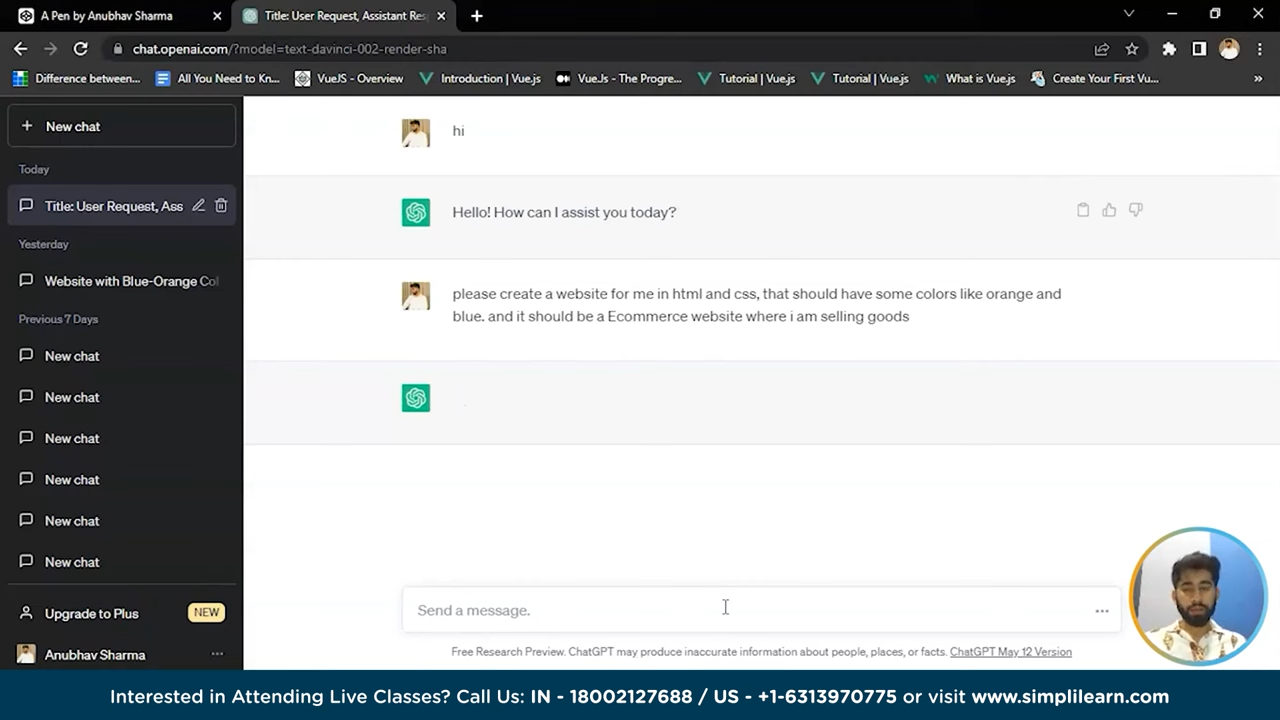 A Pen by Anubhav Sharma
Title: User Request, Assistant Res
chat.openai.com/?model=text-davinci-002-render-sha
Difference between...
All You Need to Kn...
VueJS - Overview
Introduction | Vue.js
VueJs - The Progre...
Tutorial | Vue.js
Tutorial | Vue.js
What is Vue.js
Create Your First Vu...
»
+ New chat
Today
Title: User Request, Ass
Yesterday
Website with Blue-Orange Col
Previous 7 Days
New chat
New chat
New chat
New chat
New chat
New chat
Upgrade to Plus NEW
Anubhav Sharma ...
hi
Hello! How can I assist you today?
please create a website for me in html and css, that should have some colors like orange and
blue. and it should be a Ecommerce website where i am selling goods
Send a message.
Free Research Preview. ChatGPT may produce inaccurate information about people, places, or facts. ChatGPT May 12 Version
Interested in Attending Live Classes? Call Us: IN - 18002127688 / US - +1-6313970775 or visit www.simplilearn.com